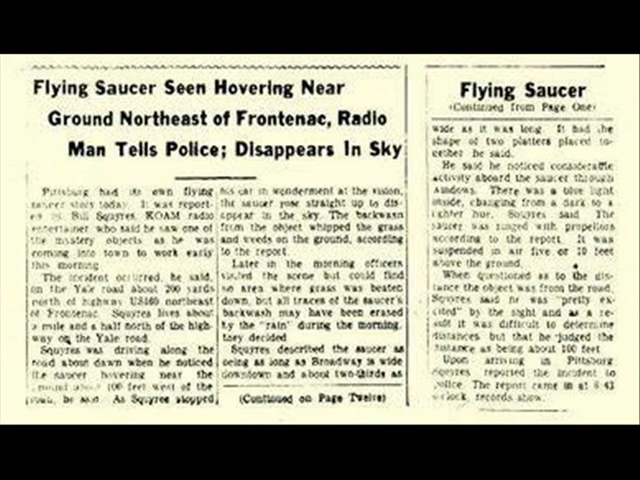 Flying Saucer Seen Hovering Near
Ground Northeast of Frontenac, Radio
Man Tells Police; Disappears In Sky
Pittsburg had its own flying
saucer story today. It was report-
ed by Bill Squyres, KOAM radio
entertainer who said he saw one of
the mystery objects as he was
coming into town to work early
this morning.
The incident occurred, he said,
on the Yale road about 200 yards
north of highway US160 northeast
of Frontenac. Squyres lives about
a mile and a half north of the high-
way on the Yale road.
Squyres was driving along the
road about dawn when he noticed
the saucer hovering near the
ground about 100 feet west of the
road, he said. As Squyres stopped
his car in wonderment at the vision,
the saucer rose straight up to dis-
appear in the sky. The backwash
from the object whipped the grass
and weeds on the ground, according
to the report.
Later in the morning officers
visited the scene but could find
no area where grass was beaten
down, but all traces of the saucer's
backwash may have been erased
by the "rain" during the morning,
they decided
Squyres described the saucer as
being as long as Broadway is wide
downtown and about two-thirds as
(Continued on Page Twelve)
Flying Saucer
(Continued from Page One)
wide as it was long. It had the
shape of two platters placed to-
gether he said.
He said he noticed considerable
activity aboard the saucer through
windows. There was a blue light
inside, changing from a dark to a
lighter hue, Squyres said The
saucer was ringed with propellors
according to the report. It was
suspended in air five or 10 feet
above the ground.
When questioned as to the dis-
tance the object was from the road,
Squyres said he was "pretty ex-
cited" by the sight and as a re-
sult it was difficult to determine
distances but that he judged the
distance as being about 100 feet
Upon arriving in Pittsburg
Squyres reported the incident to
police. The report came in at 6:43
o'clock, records show.